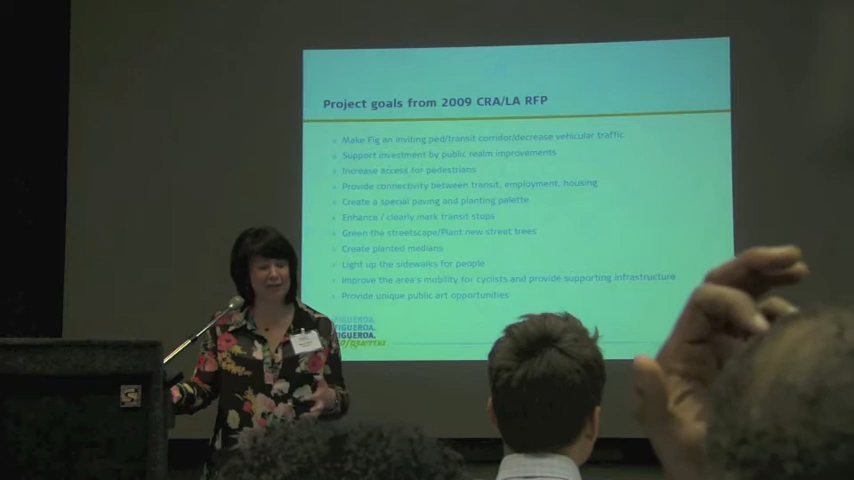 Project goals from 2009 CRA/LA RFP
Make Fig an inviting ped/transit corridor/decrease vehicular traffic
Support investment by public realm improvements
Increase access for pedestrians
Provide connectivity between transit, employment, housing
Create a special paving and planting palette
Enhance / clearly mark transit stops
Green the streetscape/Plant new street trees
Create planted medians
Light up the sidewalks for people
Improve the area's mobility for cyclists and provide supporting infrastructure
Provide unique public art opportunities
FIGUEROA.
FIGUEROA.
FIGUEROA.